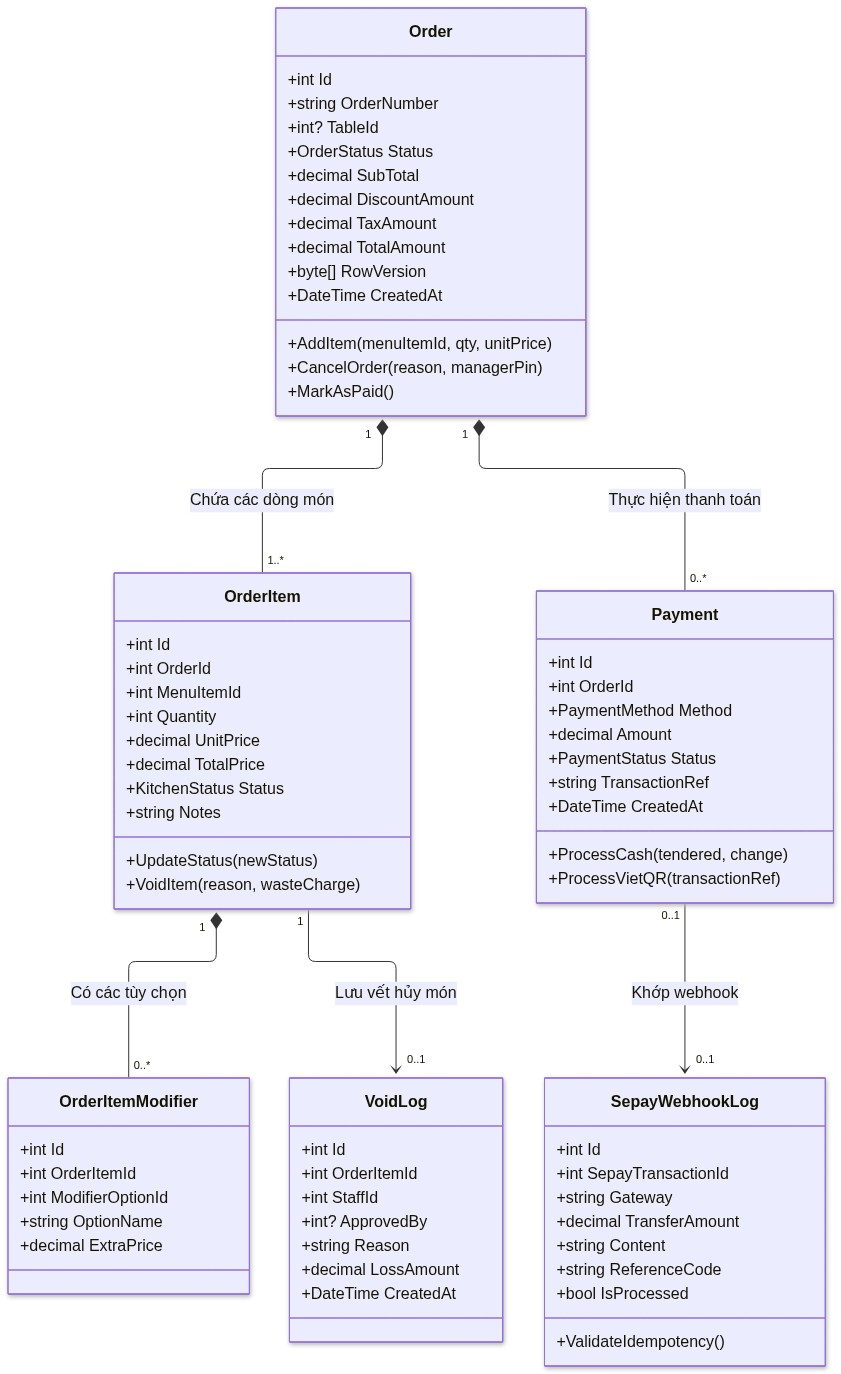 Order
+int Id
+string OrderNumber
+int? TableId
+OrderStatus Status
+decimal SubTotal
+decimal DiscountAmount
+decimal TaxAmount
+decimal TotalAmount
+byte[] RowVersion
+DateTime CreatedAt
+AddItem(menuItemId, qty, unitPrice)
+CancelOrder(reason, managerPin)
+MarkAsPaid()
1
1
Chứa các dòng món
Thực hiện thanh toán
1..*
0..*
OrderItem
+int Id
+int OrderId
+int MenuItemId
+int Quantity
+decimal UnitPrice
+decimal TotalPrice
+KitchenStatus Status
+string Notes
+UpdateStatus(newStatus)
+VoidItem(reason, wasteCharge)
Payment
+int Id
+int OrderId
+PaymentMethod Method
+decimal Amount
+PaymentStatus Status
+string TransactionRef
+DateTime CreatedAt
+ProcessCash(tendered, change)
+ProcessVietQR(transactionRef)
1
1
0..1
Có các tùy chọn
Lưu vết hủy món
Khớp webhook
0..*
0..1
0..1
OrderItemModifier
+int Id
+int OrderItemId
+int ModifierOptionId
+string OptionName
+decimal ExtraPrice
VoidLog
+int Id
+int OrderItemId
+int StaffId
+int? ApprovedBy
+string Reason
+decimal LossAmount
+DateTime CreatedAt
SepayWebhookLog
+int Id
+int SepayTransactionId
+string Gateway
+decimal TransferAmount
+string Content
+string ReferenceCode
+bool IsProcessed
+ValidateIdempotency()